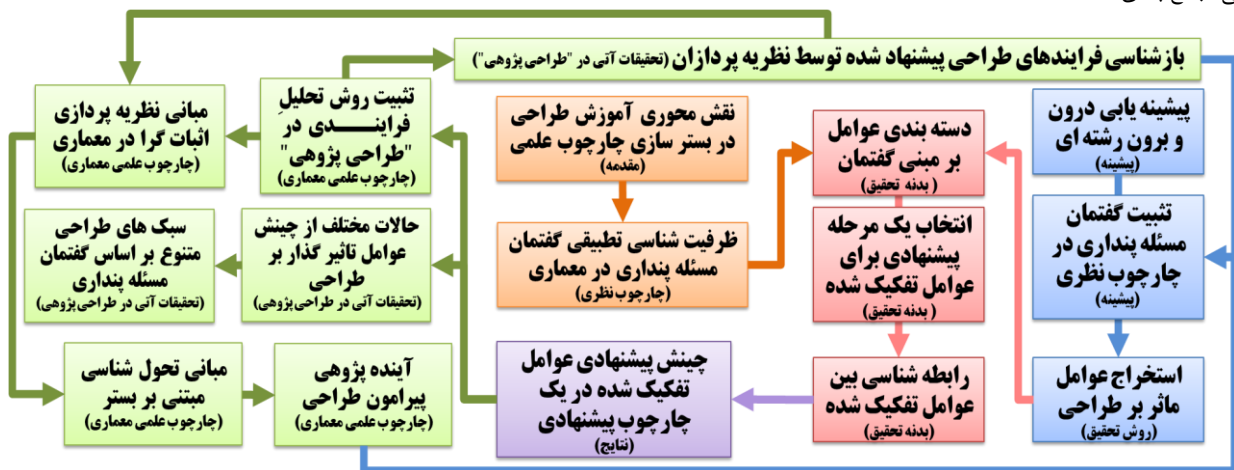 بازشناسی فرایندهای طراحی پیشنهاد شده توسط نظریه پردازان (تحقیقات آتی در "طراحی پژوهی")
پیشینه یابی درون
و برون رشته ای
(پیشینه)
تثبیت گفتمان
مسئله پنداری در
چارچوب نظری
(پیشینه)
استخراج عوامل
ماثر بر طراحی
(روش تحقیق)
دسته بندی عوامل
بر مبنی گفتمان
(بدنه تحقیق)
انتخاب یک مرحله
پیشنهادی برای
عوامل تفکیک شده
(بدنه تحقیق)
رابطه شناسی بین
عوامل تفکیک شده
(بدنه تحقیق)
نقش محوری آموزش طراحی
در بستر سازی چارچوب علمی
(مقدمه)
ظرفیت شناسی تطبیقی گفتمان
مسئله پنداری در معماری
(چارچوب نظری)
چینش پیشنهادی عوامل
تفکیک شده در یک
چارچوب پیشنهادی
(نتایج)
تثبیت روش تحلیلِ
فراینـــــدی در
"طراحی پژوهی"
(چارچوب علمی معماری)
مبانی نظریه پردازی
اثبات گرا در معماری
(چارچوب علمی معماری)
حالات مختلف از چینش
عوامل تاثیر گذار بر
طراحی
(تحقیقات آتی در طراحی پژوهی)
سبک های طراحی
متنوع بر اساس گفتمان
مسئله پنداری
(تحقیقات آتی در طراحی پژوهی)
مبانی تحول شناسی
مبتنی بر بستر
(چارچوب علمی معماری)
آینده پژوهی
پیرامون طراحی
(چارچوب علمی معماری)